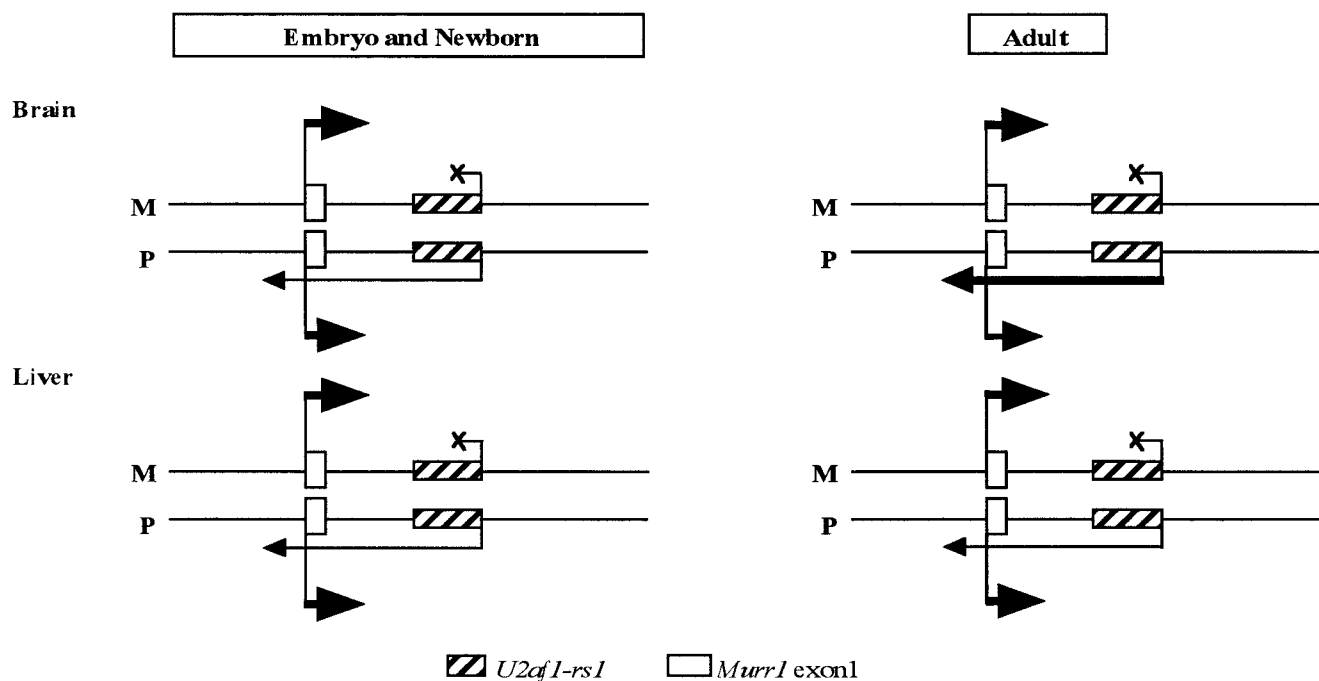 Embryo and Newborn
Adult
Brain
M
P
M
P
Liver
M
P
M
P
U2af1-rs1
Murr1 exon1